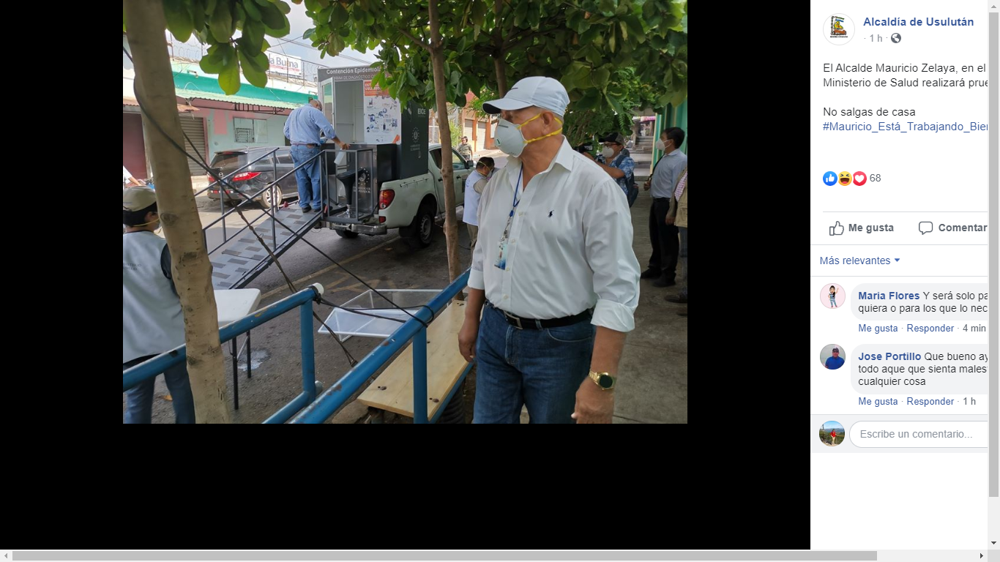 Alcaldía de Usulután
· 1 h ·
El Alcalde Mauricio Zelaya, en el
Ministerio de Salud realizará prue
No salgas de casa
#Mauricio_Está_Trabajando_Bien
68
Me gusta
Comentar
Más relevantes
Maria Flores Y será solo pa
quiera o para los que lo nec
Me gusta · Responder · 4 min
Jose Portillo Que bueno ay
todo aque que sienta males
cualquier cosa
Me gusta · Responder · 1 h
Escribe un comentario...
Buena
Contención Epidemioló